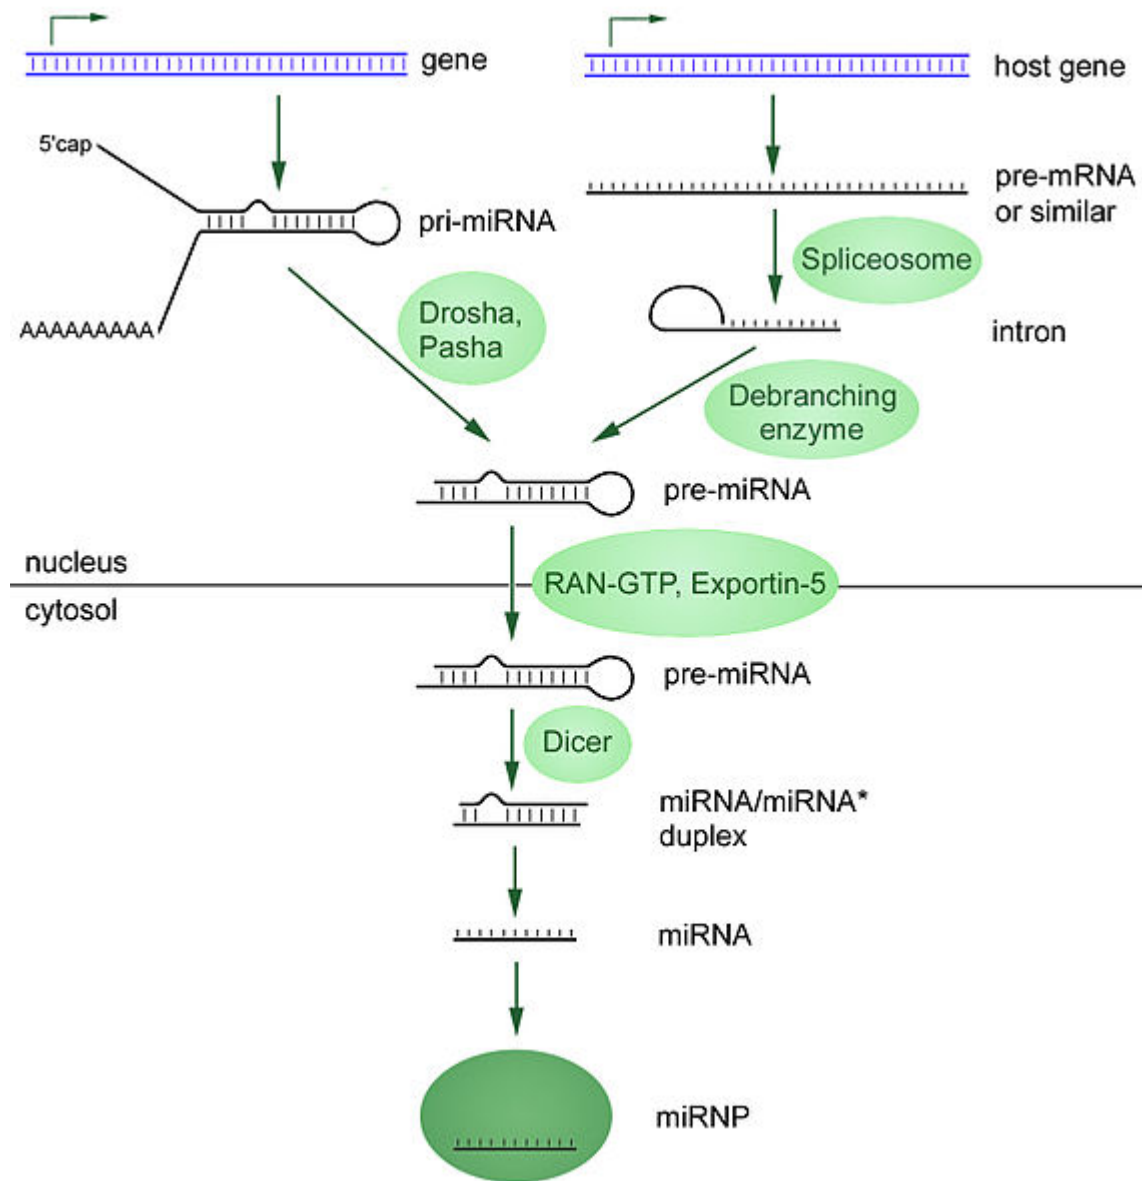 gene
host gene
5'cap
pri-miRNA
pre-mRNA
or similar
Spliceosome
Drosha,
Pasha
AAAAAAAAA
intron
Debranching
enzyme
pre-miRNA
nucleus
RAN-GTP, Exportin-5
cytosol
pre-miRNA
Dicer
miRNA/miRNA*
duplex
miRNA
miRNP